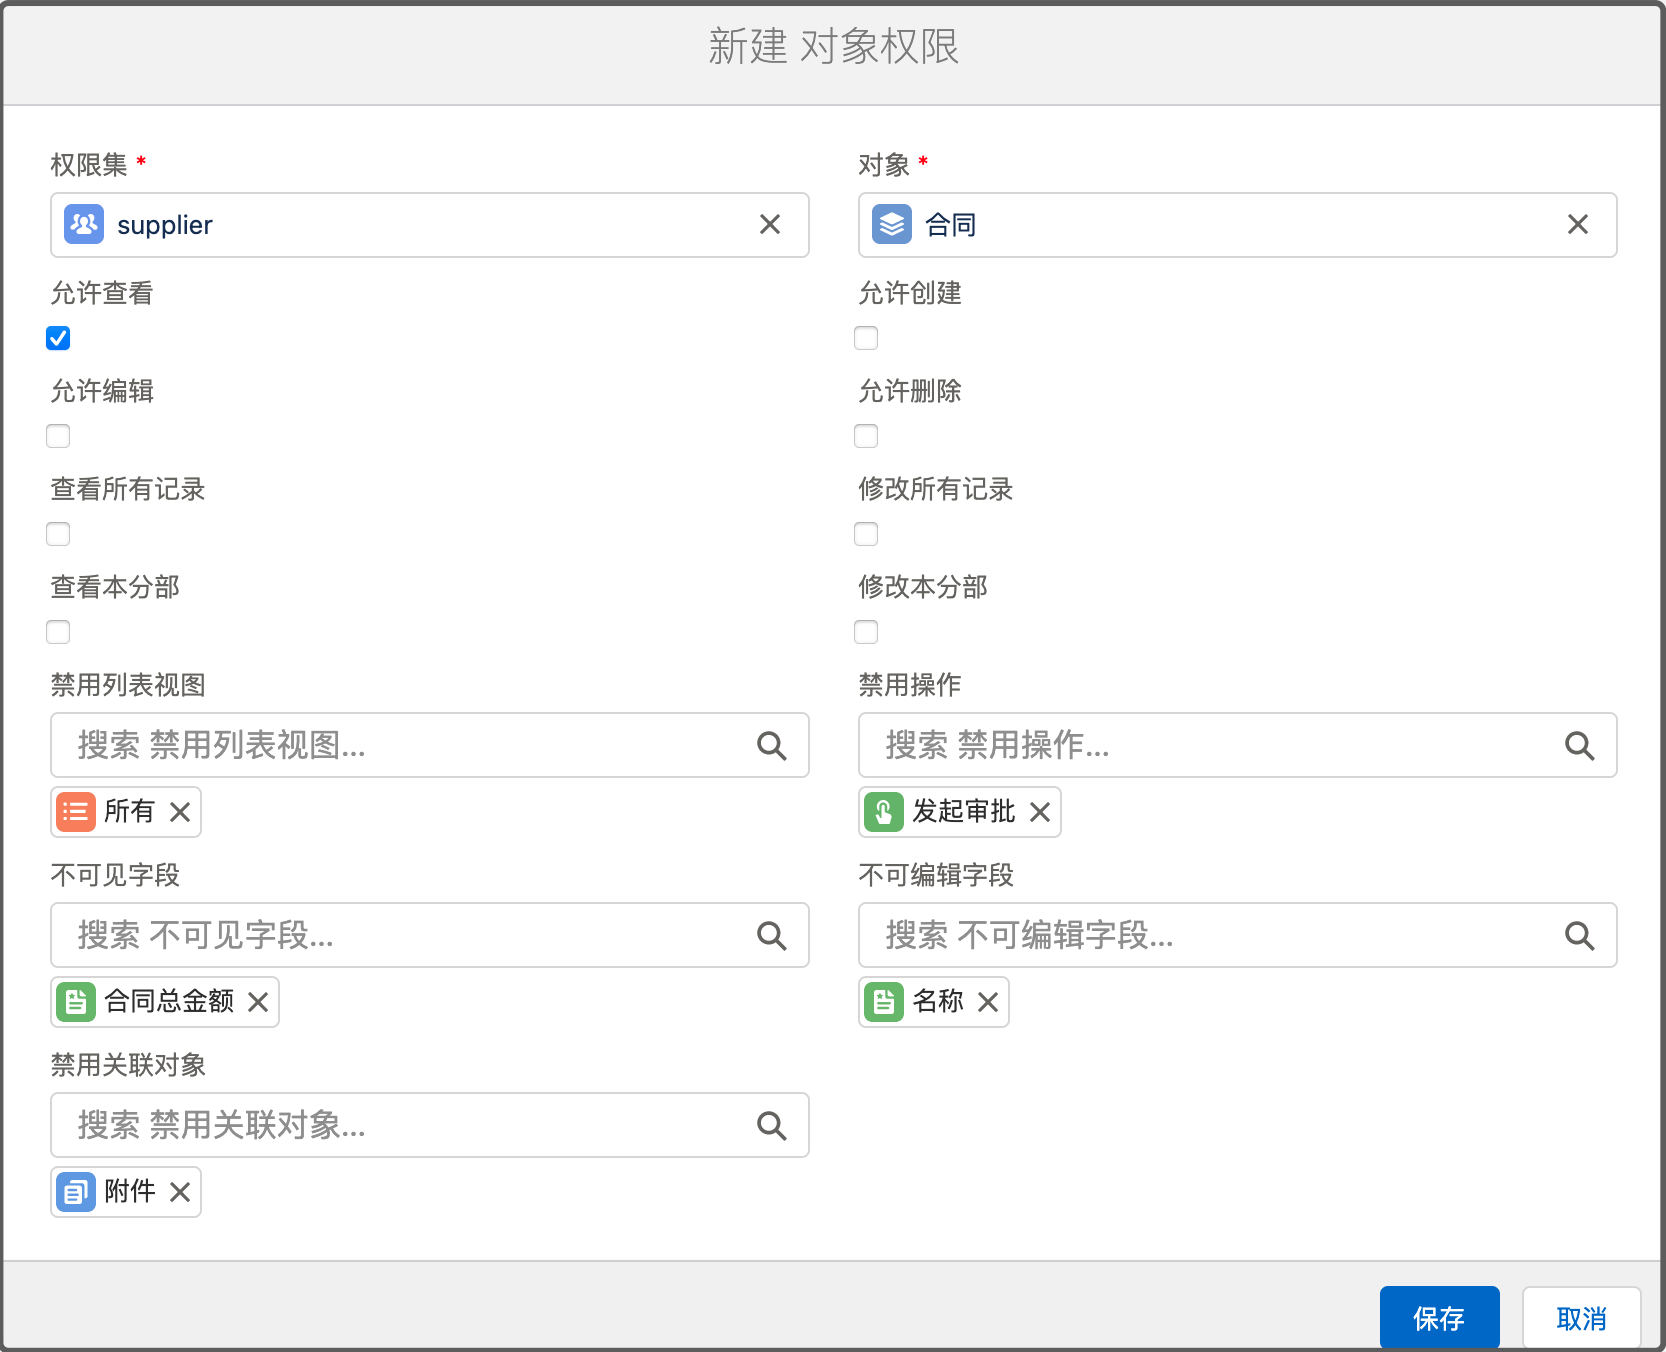 新建 对象权限
权限集 *
对象 *
supplier
合同
允许查看
允许创建
允许编辑
允许删除
查看所有记录
修改所有记录
查看本分部
修改本分部
禁用列表视图
禁用操作
搜索 禁用列表视图...
搜索 禁用操作...
所有
发起审批
不可见字段
不可编辑字段
搜索 不可见字段...
搜索 不可编辑字段...
合同总金额
名称
禁用关联对象
搜索 禁用关联对象...
附件
保存
取消